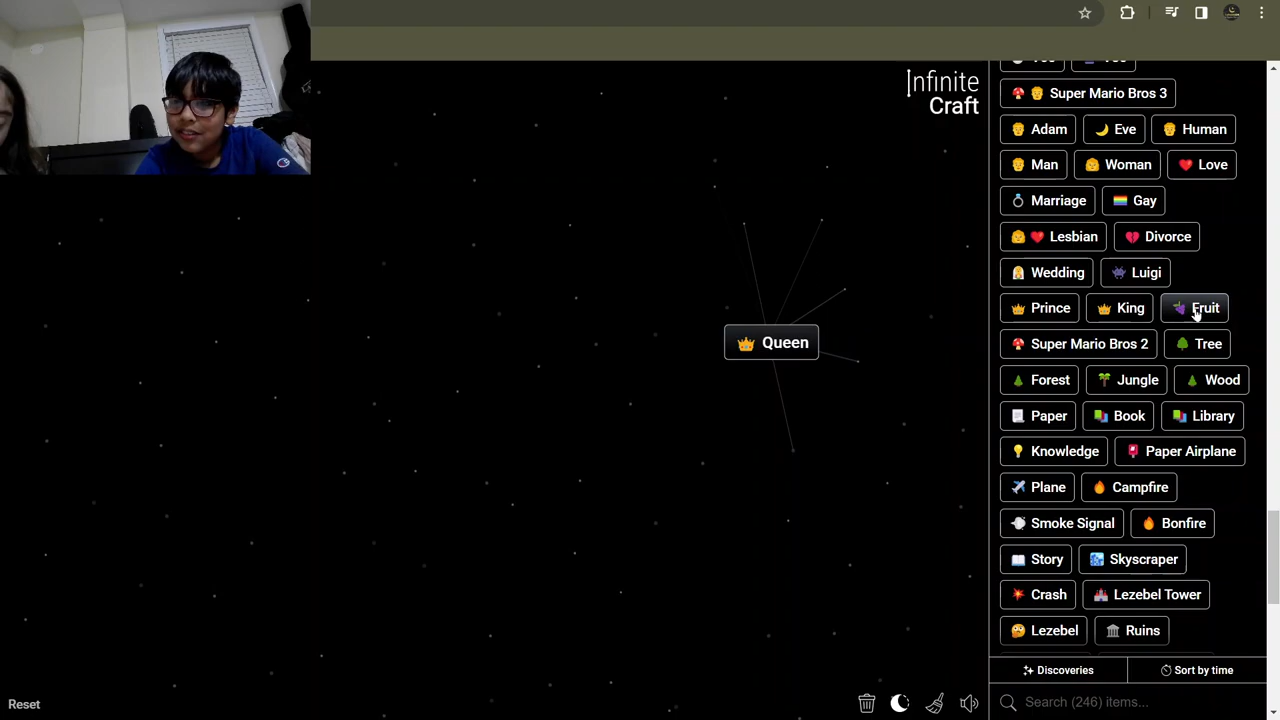 Infinite
Craft
Super Mario Bros 3
Adam Eve Human
Man Woman Love
Marriage Gay
Lesbian Divorce
Wedding Luigi
Prince King Fruit
Queen
Super Mario Bros 2 Tree
Forest Jungle Wood
Paper Book Library
Knowledge Paper Airplane
Plane Campfire
Smoke Signal Bonfire
Story Skyscraper
Crash Lezebel Tower
Lezebel Ruins
Discoveries Sort by time
Reset
Search (246) items...